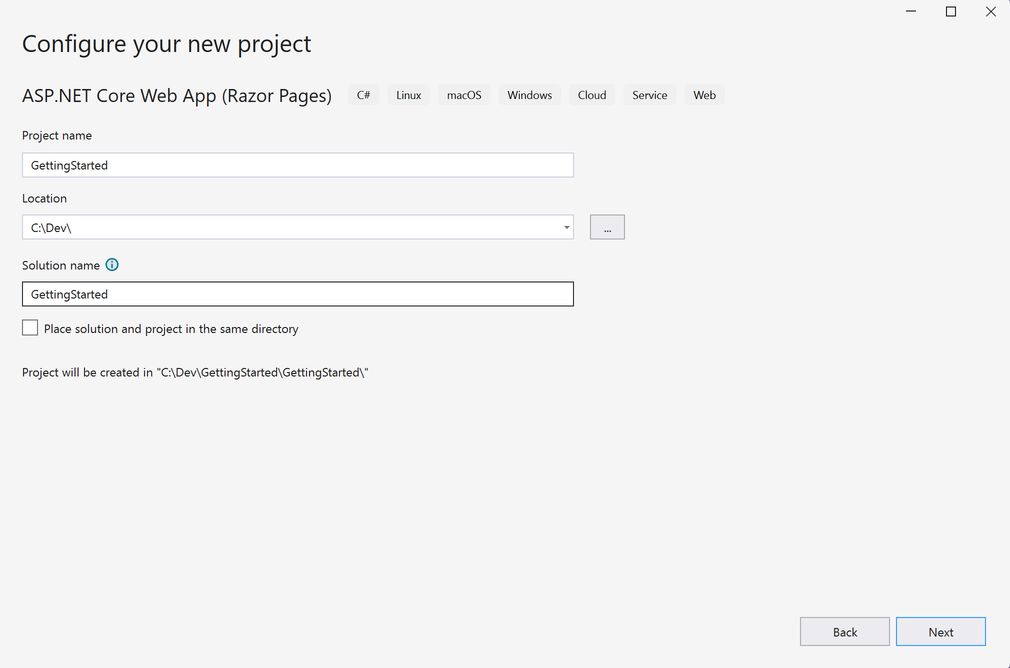 Configure your new project
ASP.NET Core Web App (Razor Pages) C# Linux macOS Windows Cloud Service Web
Project name
GettingStarted
Location
C:\Dev\
...
Solution name
GettingStarted
Place solution and project in the same directory
Project will be created in "C:\Dev\GettingStarted\GettingStarted\"
Back Next